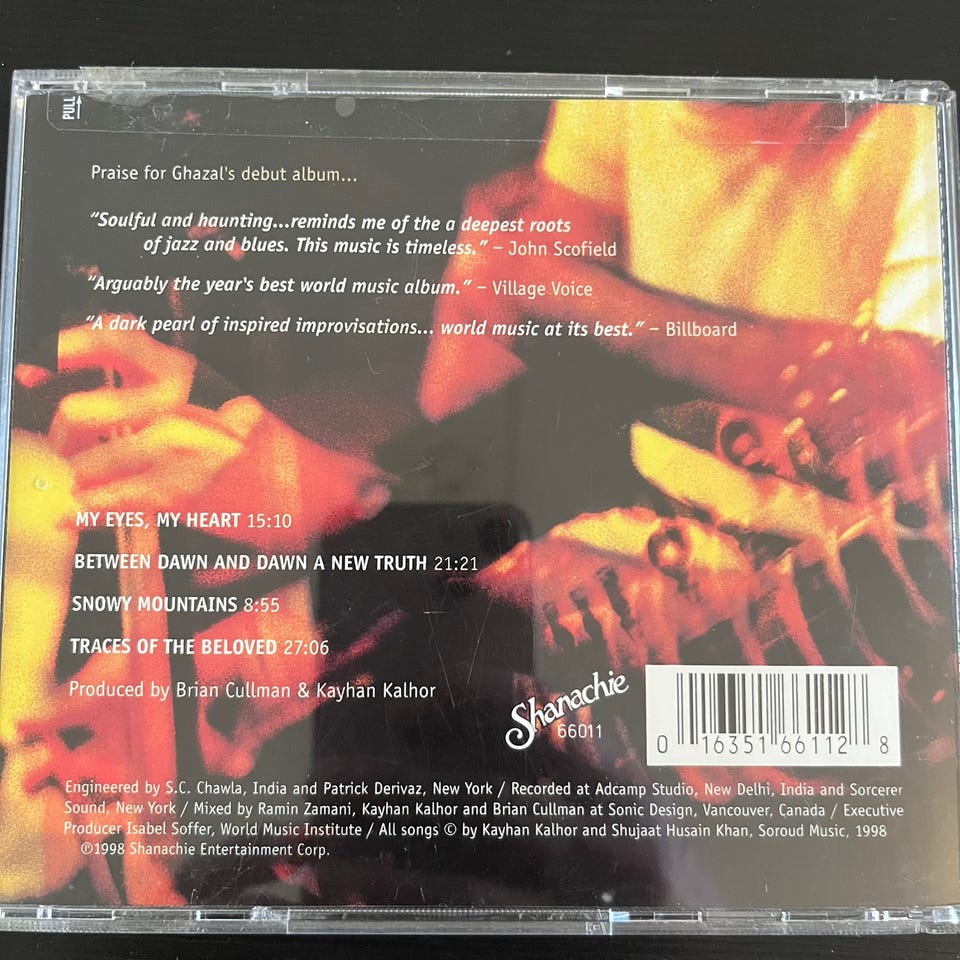 PULL
Praise for Ghazal's debut album...
"Soulful and haunting...reminds me of the a deepest roots
of jazz and blues. This music is timeless." – John Scofield
"Arguably the year's best world music album." – Village Voice
"A dark pearl of inspired improvisations... world music at its best." – Billboard
MY EYES, MY HEART 15:10
BETWEEN DAWN AND DAWN A NEW TRUTH 21:21
SNOWY MOUNTAINS 8:55
TRACES OF THE BELOVED 27:06
Produced by Brian Cullman & Kayhan Kalhor
Shanachie
66011
0 16351 66112 8
Engineered by S.C. Chawla, India and Patrick Derivaz, New York / Recorded at Adcamp Studio, New Delhi, India and Sorcerer
Sound, New York / Mixed by Ramin Zamani, Kayhan Kalhor and Brian Cullman at Sonic Design, Vancouver, Canada / Executive
Producer Isabel Soffer, World Music Institute / All songs © by Kayhan Kalhor and Shujaat Husain Khan, Soroud Music, 1998
℗1998 Shanachie Entertainment Corp.